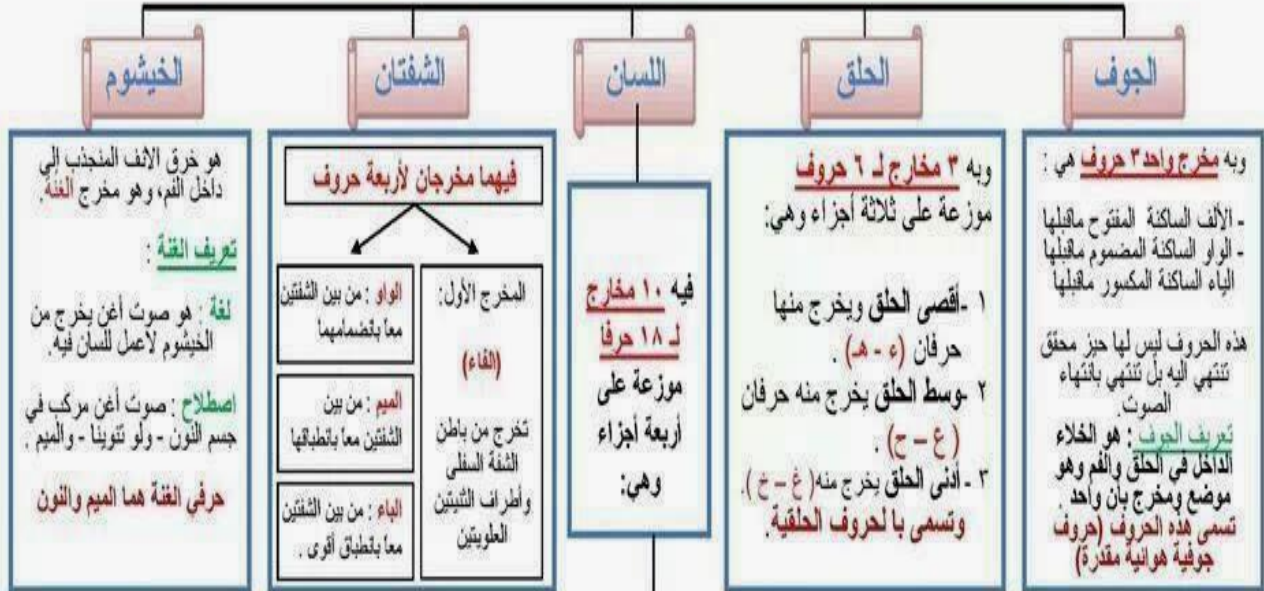 الجوف
الحلق
اللسان
الشفتان
الخيشوم
وبه مخرج واحد ٣ حروف هي :
- الألف الساكنة المفتوح ماقبلها
- الواو الساكنة المضموم ماقبلها
الياء الساكنة المكسور ماقبلها
هذه الحروف ليس لها حيز محقق
تنتهي اليه بل تنتهي بانتهاء
الصوت.
تعريف الجوف : هو الخلاء
الداخل في الحلق والفم وهو
موضع ومخرج بآن واحد
تسمى هذه الحروف (حروف
جوفية هوائية مقدرة)
وبه ٣ مخارج لـ ٦ حروف
موزعة على ثلاثة أجزاء وهي:
١ -أقصى الحلق ويخرج منها
حرفان (ء - هـ) .
٢ -وسط الحلق يخرج منه حرفان
( ع – ح ) .
٣ - أدنى الحلق يخرج منه( غ – خ ).
وتسمى با لحروف الحلقية.
فيه ١٠ مخارج
لـ ١٨ حرفا
موزعة على
أربعة أجزاء
وهي:
فيهما مخرجان لأربعة حروف
المخرج الأول:
(الفاء)
تخرج من باطن
الشفة السفلى
وأطراف الثنيتين
العلويتين
الواو : من بين الشفتين
معا بانضمامهما
الميم : من بين
الشفتين معا بانطباقها
الباء : من بين الشفتين
معا بانطباق أقوى .
هو خرق الانف المنجذب إلى
داخل الفم، وهو مخرج الغنة.
تعريف الغنة :
لغة : هو صوت أغن يخرج من
الخيشوم لاعمل للسان فيه.
اصطلاح : صوت أغن مركب في
جسم النون - ولو تنوينا - والميم .
حرفي الغنة هما الميم والنون